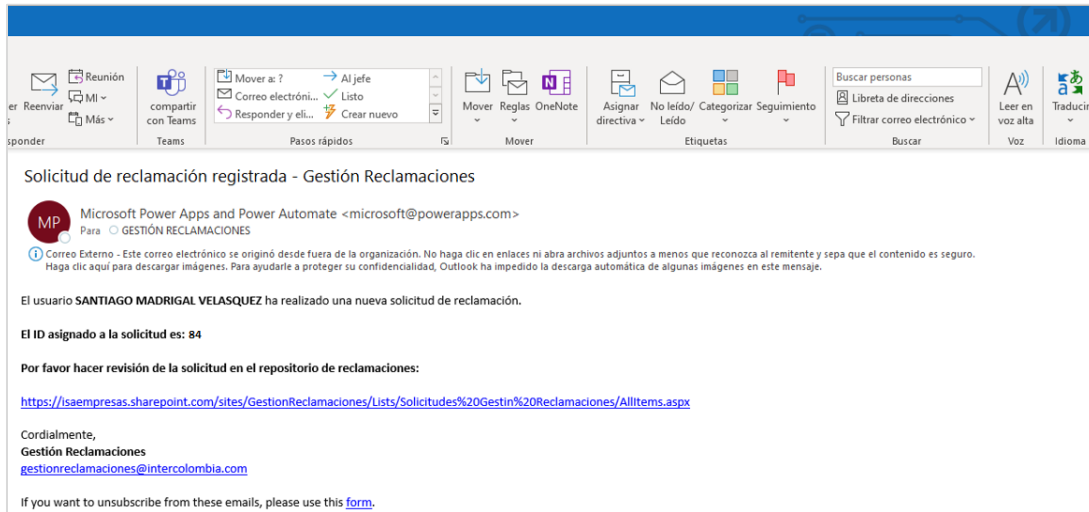 er Reenviar
Reunión
MI
Más
sponder
compartir
con Teams
Teams
Mover a: ?
Correo electróni...
Responder y eli...
Al jefe
Listo
Crear nuevo
Pasos rápidos
Mover
Reglas
OneNote
Mover
Asignar
directiva
No leído/
Leído
Categorizar
Seguimiento
Etiquetas
Buscar personas
Libreta de direcciones
Filtrar correo electrónico
Buscar
Leer en
voz alta
Voz
Traducir
Idioma
Solicitud de reclamación registrada - Gestión Reclamaciones
MP
Microsoft Power Apps and Power Automate <microsoft@powerapps.com>
Para GESTIÓN RECLAMACIONES
Correo Externo - Este correo electrónico se originó desde fuera de la organización. No haga clic en enlaces ni abra archivos adjuntos a menos que reconozca al remitente y sepa que el contenido es seguro.
Haga clic aquí para descargar imágenes. Para ayudarle a proteger su confidencialidad, Outlook ha impedido la descarga automática de algunas imágenes en este mensaje.
El usuario SANTIAGO MADRIGAL VELASQUEZ ha realizado una nueva solicitud de reclamación.
El ID asignado a la solicitud es: 84
Por favor hacer revisión de la solicitud en el repositorio de reclamaciones:
https://isaempresas.sharepoint.com/sites/GestionReclamaciones/Lists/Solicitudes%20Gestin%20Reclamaciones/AllItems.aspx
Cordialmente,
Gestión Reclamaciones
gestionreclamaciones@intercolombia.com
If you want to unsubscribe from these emails, please use this form.